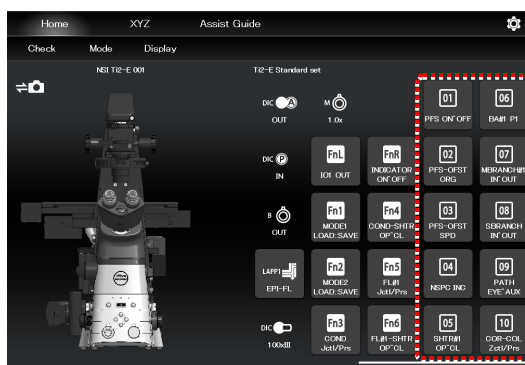 Home XYZ Assist Guide
Check Mode Display
NSI Ti2-E 001
Ti2-E Standard set
DIC A
OUT
M
1.0x
01
PFS ON⁻OFF
06
BA#1 P1
DIC P
IN
FnL
IO1 OUT
FnR
INDICATOR
ON⁻OFF
02
PFS-OFST
ORG
07
MBRANCH#1
IN⁻OUT
B
OUT
Fn1
MODE1
LOAD:SAVE
Fn4
COND-SHTR
OP⁻CL
03
PFS-OFST
SPD
08
SBRANCH
IN⁻OUT
LAPP1
EPI-FL
Fn2
MODE2
LOAD:SAVE
Fn5
FL#1
Jctl/Prs
04
NSPC INC
09
PATH
EYE⁻AUX
DIC
100xIII
Fn3
COND
Jctl/Prs
Fn6
FL#1-SHTR
OP⁻CL
05
SHTR#1
OP⁻CL
10
COR-COL
Zctl/Prs